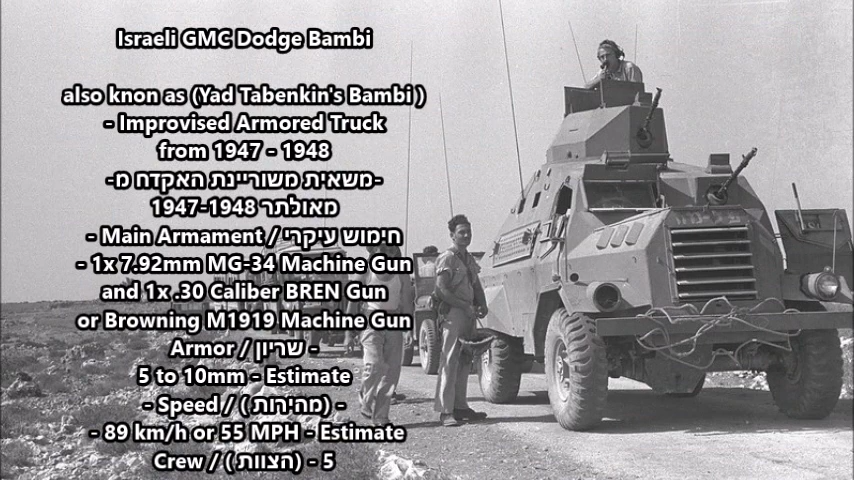 Israeli GMC Dodge Bambi
also knon as (Yad Tabenkin's Bambi )
- Improvised Armored Truck
from 1947 - 1948
-משאית משוריינת האקדח מ-
מאולתר 1947-1948
- Main Armament / חימוש עיקרי
- 1x 7.92mm MG-34 Machine Gun
and 1x .30 Caliber BREN Gun
or Browning M1919 Machine Gun
Armor / שריון -
5 to 10mm - Estimate
- Speed / ( מהירות) -
- 89 km/h or 55 MPH - Estimate
Crew / ( הצוות) - 5